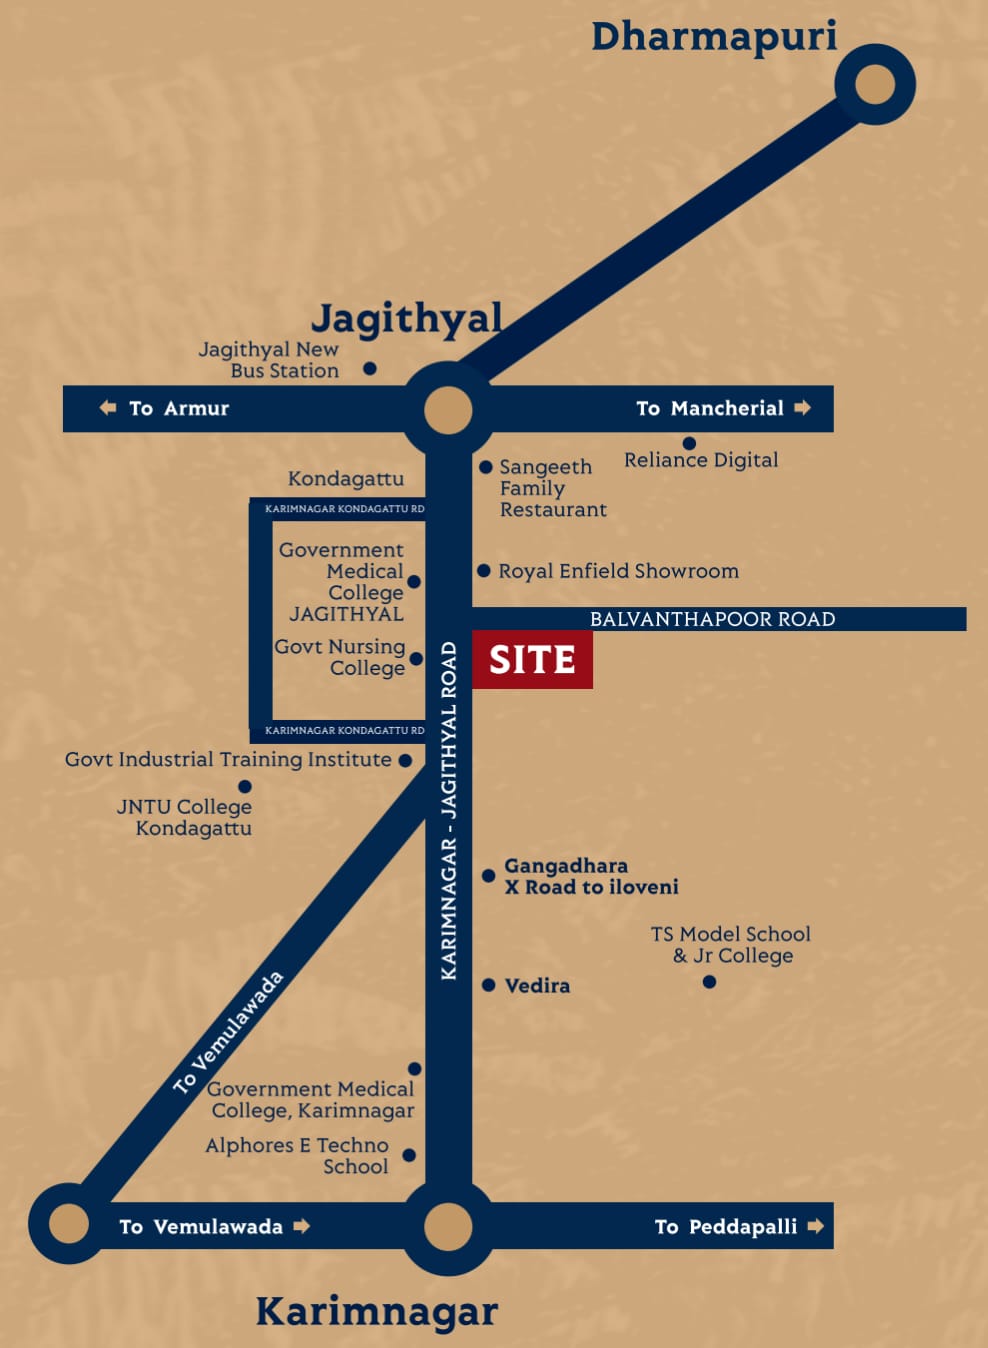 Dharmapuri
Jagithyal
Jagithyal New
Bus Station
To Armur
To Mancherial
Reliance Digital
Sangeeth
Family
Restaurant
Kondagattu
KARIMNAGAR KONDAGATTU RD
Government
Medical
College
JAGITHYAL
Royal Enfield Showroom
BALVANTHAPOOR ROAD
Govt Nursing
College
SITE
KARIMNAGAR - JAGITHYAL ROAD
KARIMNAGAR KONDAGATTU RD
Govt Industrial Training Institute
JNTU College
Kondagattu
Gangadhara
X Road to iloveni
TS Model School
& Jr College
Vedira
To Vemulawada
Government Medical
College, Karimnagar
Alphores E Techno
School
To Vemulawada
To Peddapalli
Karimnagar